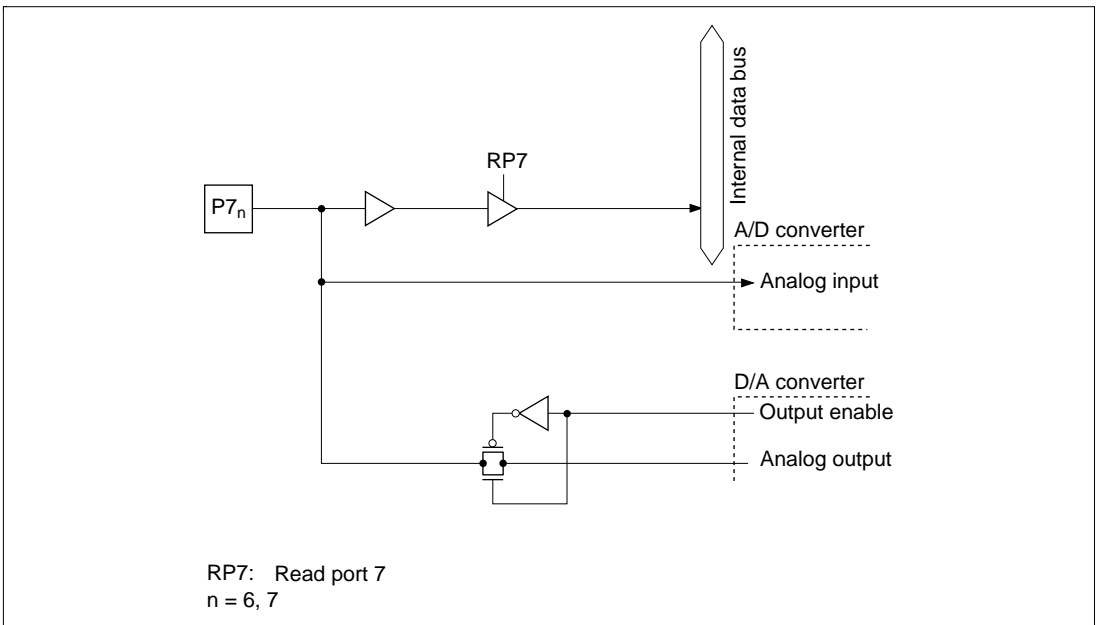 Internal data bus
RP7
P7n
A/D converter
Analog input
D/A converter
Output enable
Analog output
RP7: Read port 7
n = 6, 7